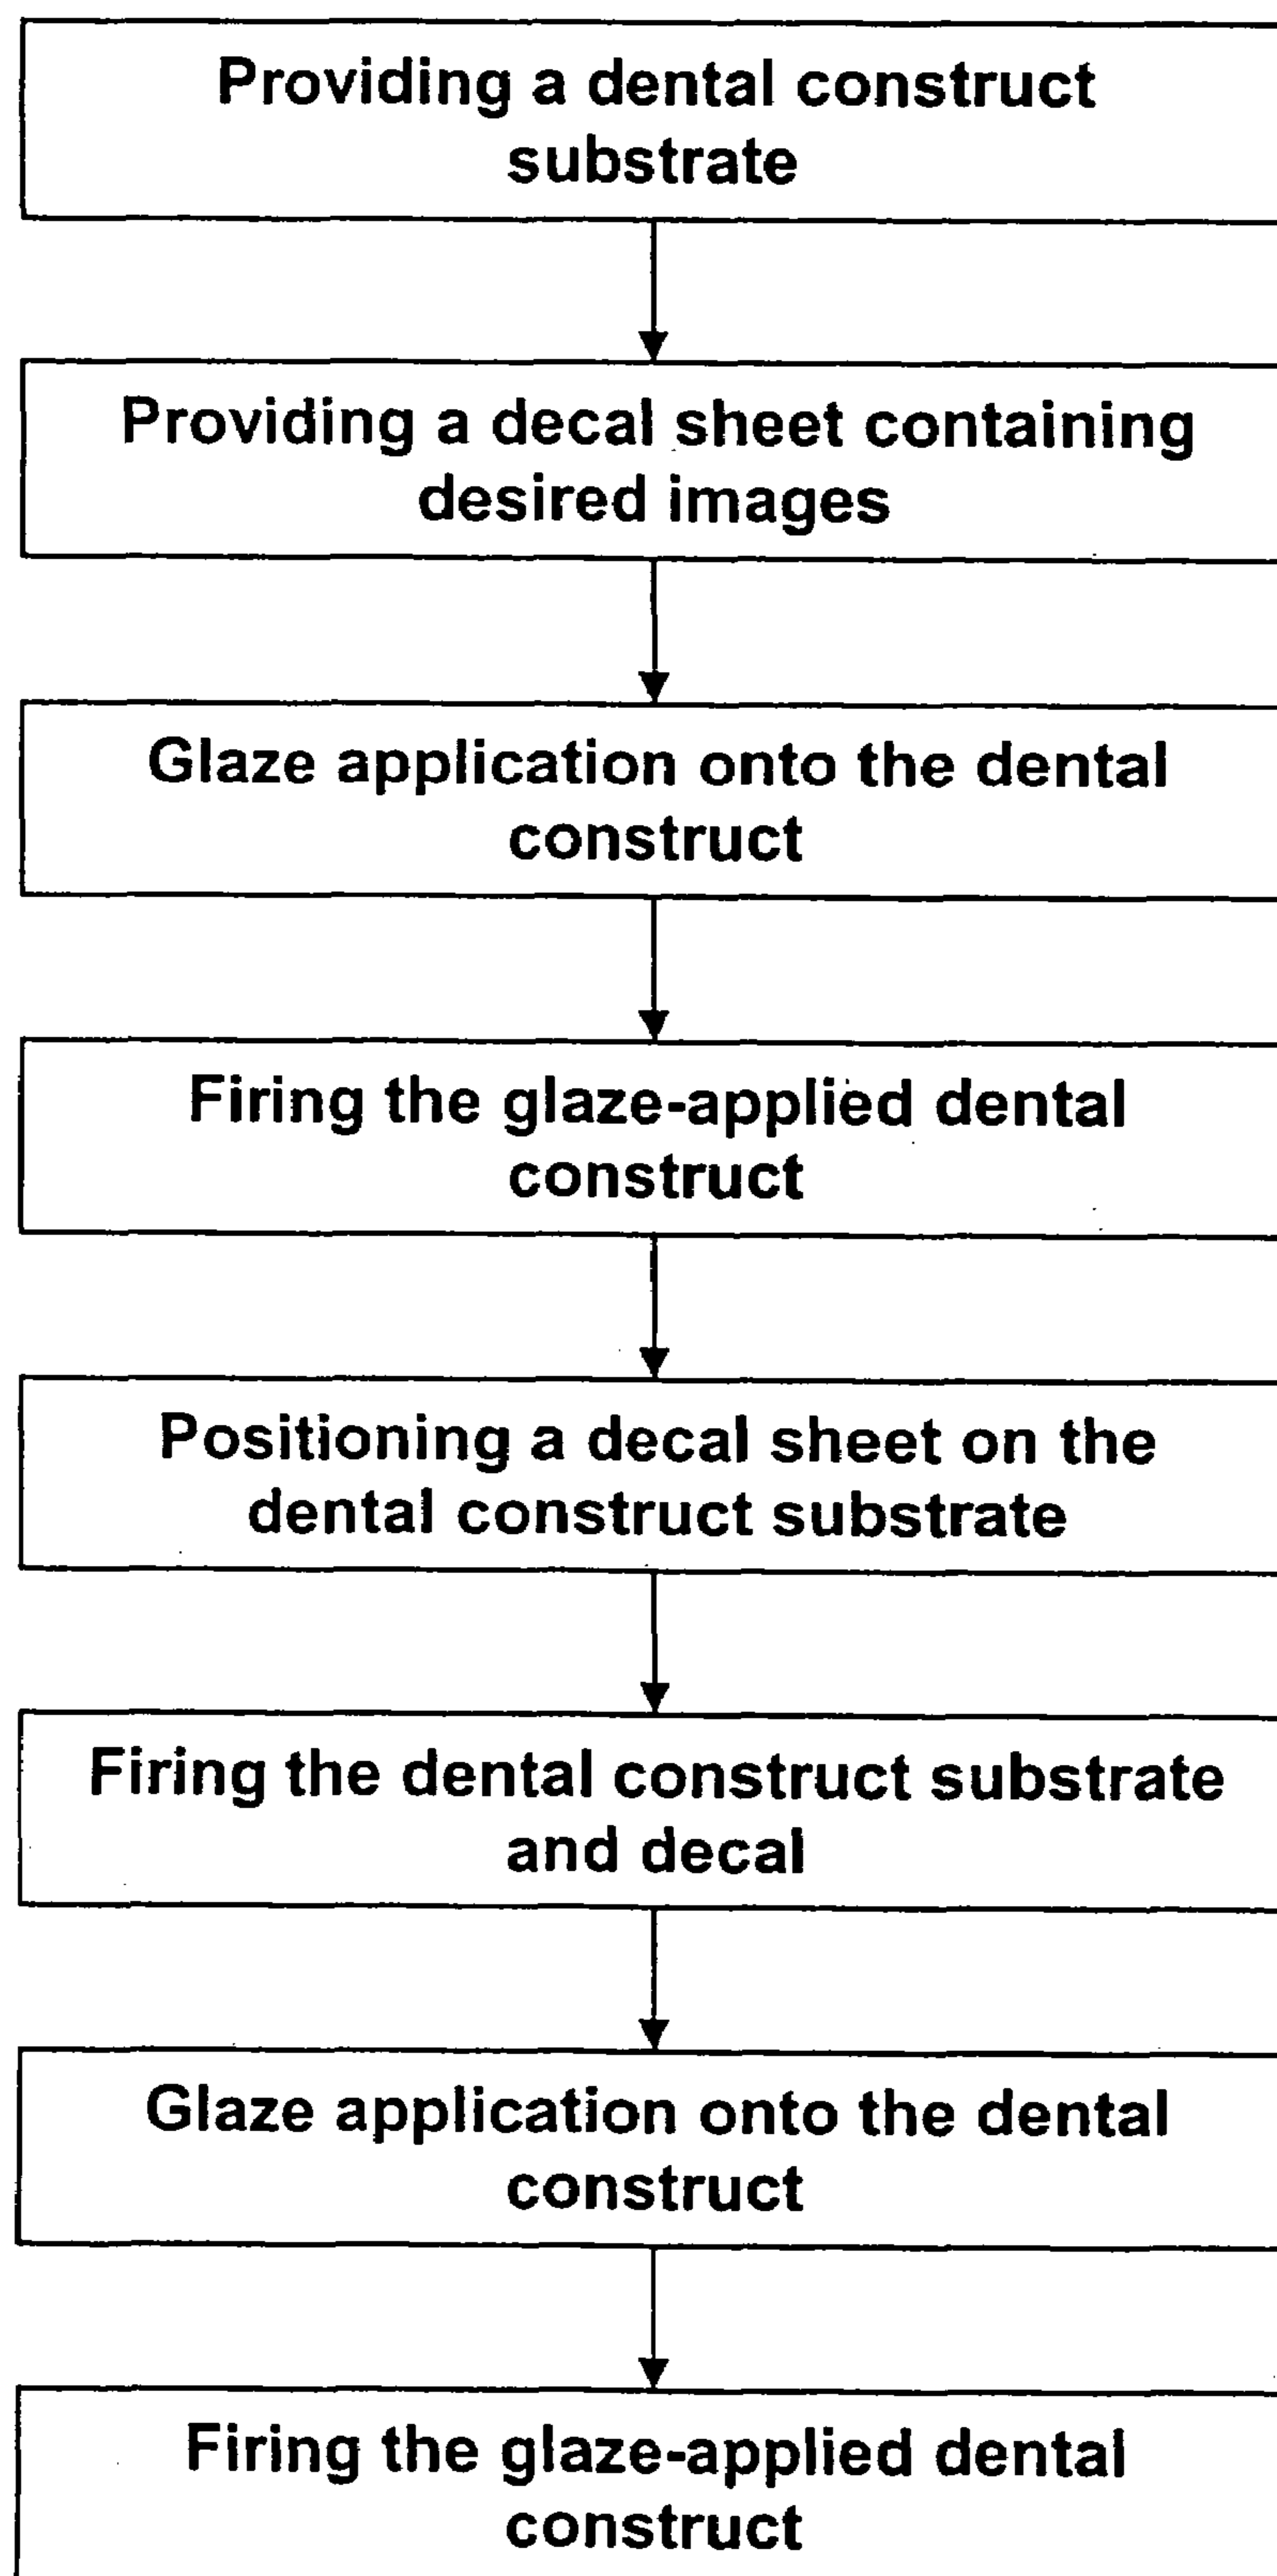 Providing a dental construct
substrate
Providing a decal sheet containing
desired images
Glaze application onto the dental
construct
Firing the glaze-applied dental
construct
Positioning a decal sheet on the
dental construct substrate
Firing the dental construct substrate
and decal
Glaze application onto the dental
construct
Firing the glaze-applied dental
construct